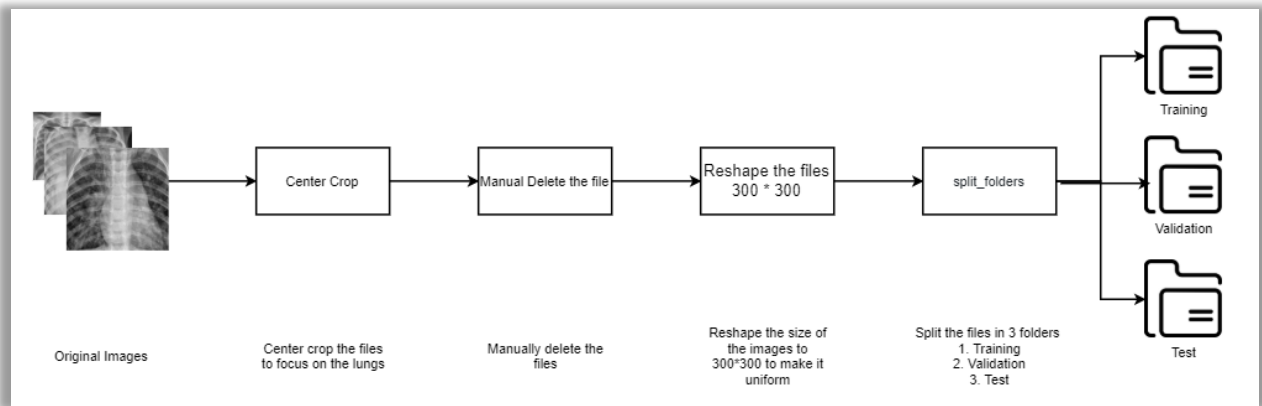 Center Crop
Manual Delete the file
Reshape the files
300 * 300
split_folders
Training
Validation
Test
Original Images
Center crop the files
to focus on the lungs
Manually delete the
files
Reshape the size of
the images to
300*300 to make it
uniform
Split the files in 3 folders
1. Training
2. Validation
3. Test